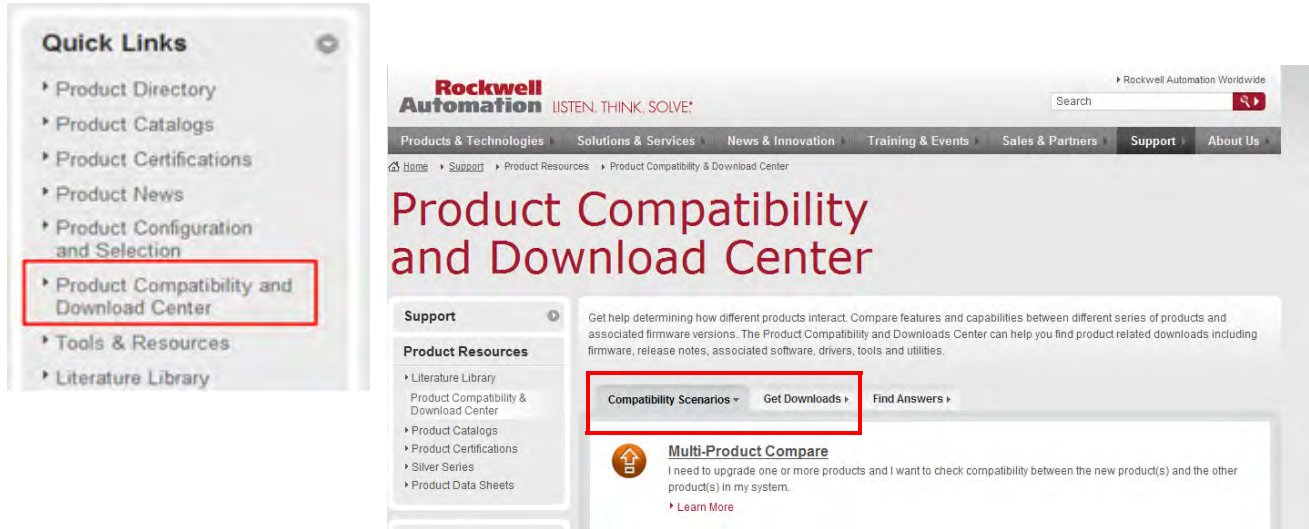 Quick Links
Product Directory
Product Catalogs
Product Certifications
Product News
Product Configuration
and Selection
Product Compatibility and
Download Center
Tools & Resources
Literature Library
Rockwell
Automation LISTEN. THINK. SOLVE.®
Rockwell Automation Worldwide
Search
Products & Technologies Solutions & Services News & Innovation Training & Events Sales & Partners Support About Us
Home Support Product Resources Product Compatibility & Download Center
Product Compatibility
and Download Center
Support
Product Resources
Literature Library
Product Compatibility &
Download Center
Product Catalogs
Product Certifications
Silver Series
Product Data Sheets
Get help determining how different products interact. Compare features and capabilities between different series of products and
associated firmware versions. The Product Compatibility and Downloads Center can help you find product related downloads including
firmware, release notes, associated software, drivers, tools and utilities.
Compatibility Scenarios Get Downloads Find Answers
Multi-Product Compare
I need to upgrade one or more products and I want to check compatibility between the new product(s) and the other
product(s) in my system.
Learn More